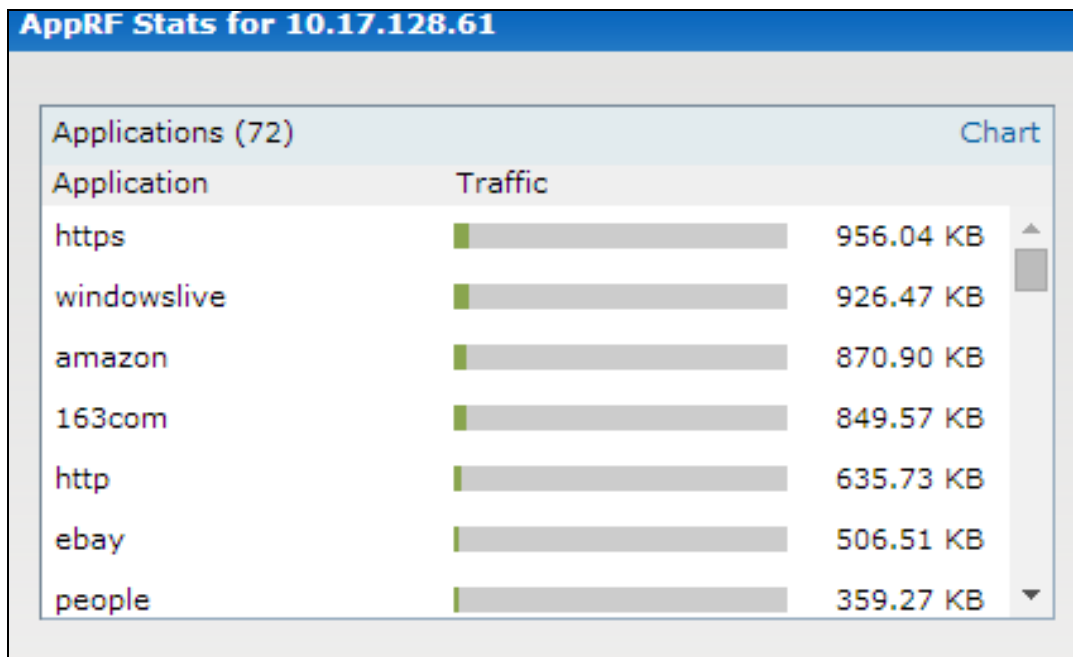 AppRF Stats for 10.17.128.61
Applications (72) Chart
Application Traffic
https 956.04 KB
windowslive 926.47 KB
amazon 870.90 KB
163com 849.57 KB
http 635.73 KB
ebay 506.51 KB
people 359.27 KB